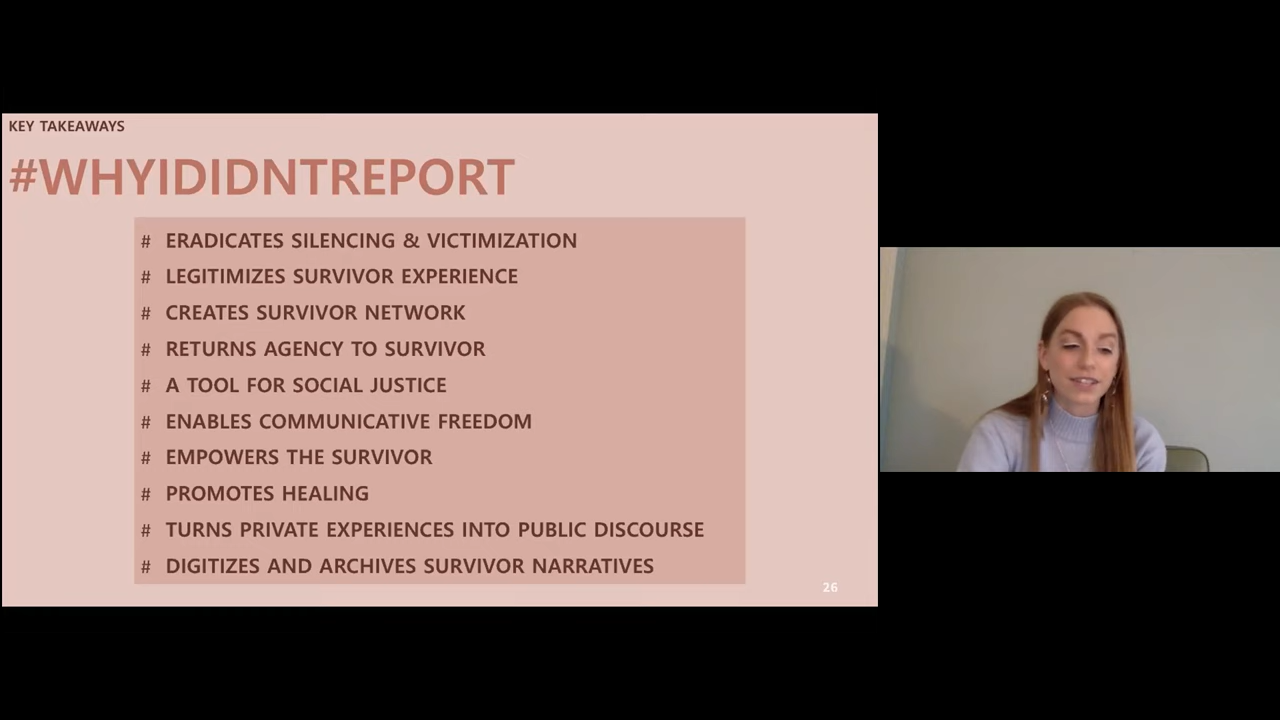 KEY TAKEAWAYS
#WHYIDIDNTREPORT
# ERADICATES SILENCING & VICTIMIZATION
# LEGITIMIZES SURVIVOR EXPERIENCE
# CREATES SURVIVOR NETWORK
# RETURNS AGENCY TO SURVIVOR
# A TOOL FOR SOCIAL JUSTICE
# ENABLES COMMUNICATIVE FREEDOM
# EMPOWERS THE SURVIVOR
# PROMOTES HEALING
# TURNS PRIVATE EXPERIENCES INTO PUBLIC DISCOURSE
# DIGITIZES AND ARCHIVES SURVIVOR NARRATIVES
26